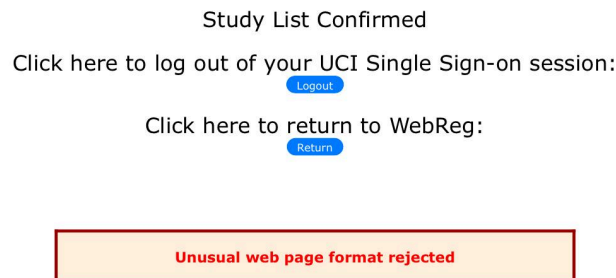 Study List Confirmed
Click here to log out of your UCI Single Sign-on session:
Logout
Click here to return to WebReg:
Return
Unusual web page format rejected